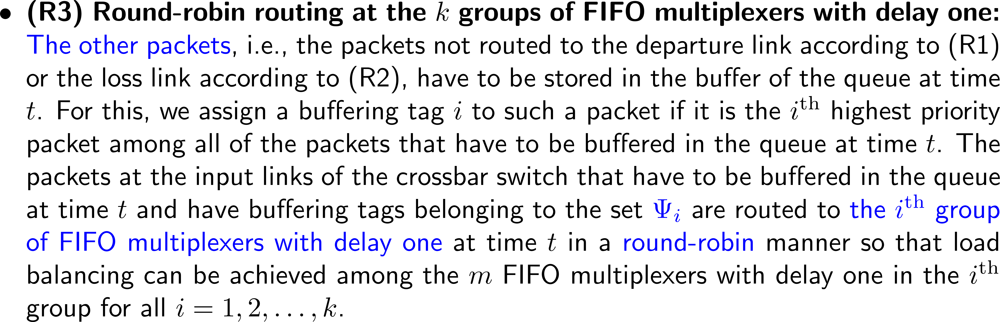 • (R3) Round-robin routing at the k groups of FIFO multiplexers with delay one:
The other packets, i.e., the packets not routed to the departure link according to (R1)
or the loss link according to (R2), have to be stored in the buffer of the queue at time
t. For this, we assign a buffering tag i to such a packet if it is the i^th highest priority
packet among all of the packets that have to be buffered in the queue at time t. The
packets at the input links of the crossbar switch that have to be buffered in the queue
at time t and have buffering tags belonging to the set Ψ_i are routed to the i^th group
of FIFO multiplexers with delay one at time t in a round-robin manner so that load
balancing can be achieved among the m FIFO multiplexers with delay one in the i^th
group for all i = 1, 2, . . . , k.